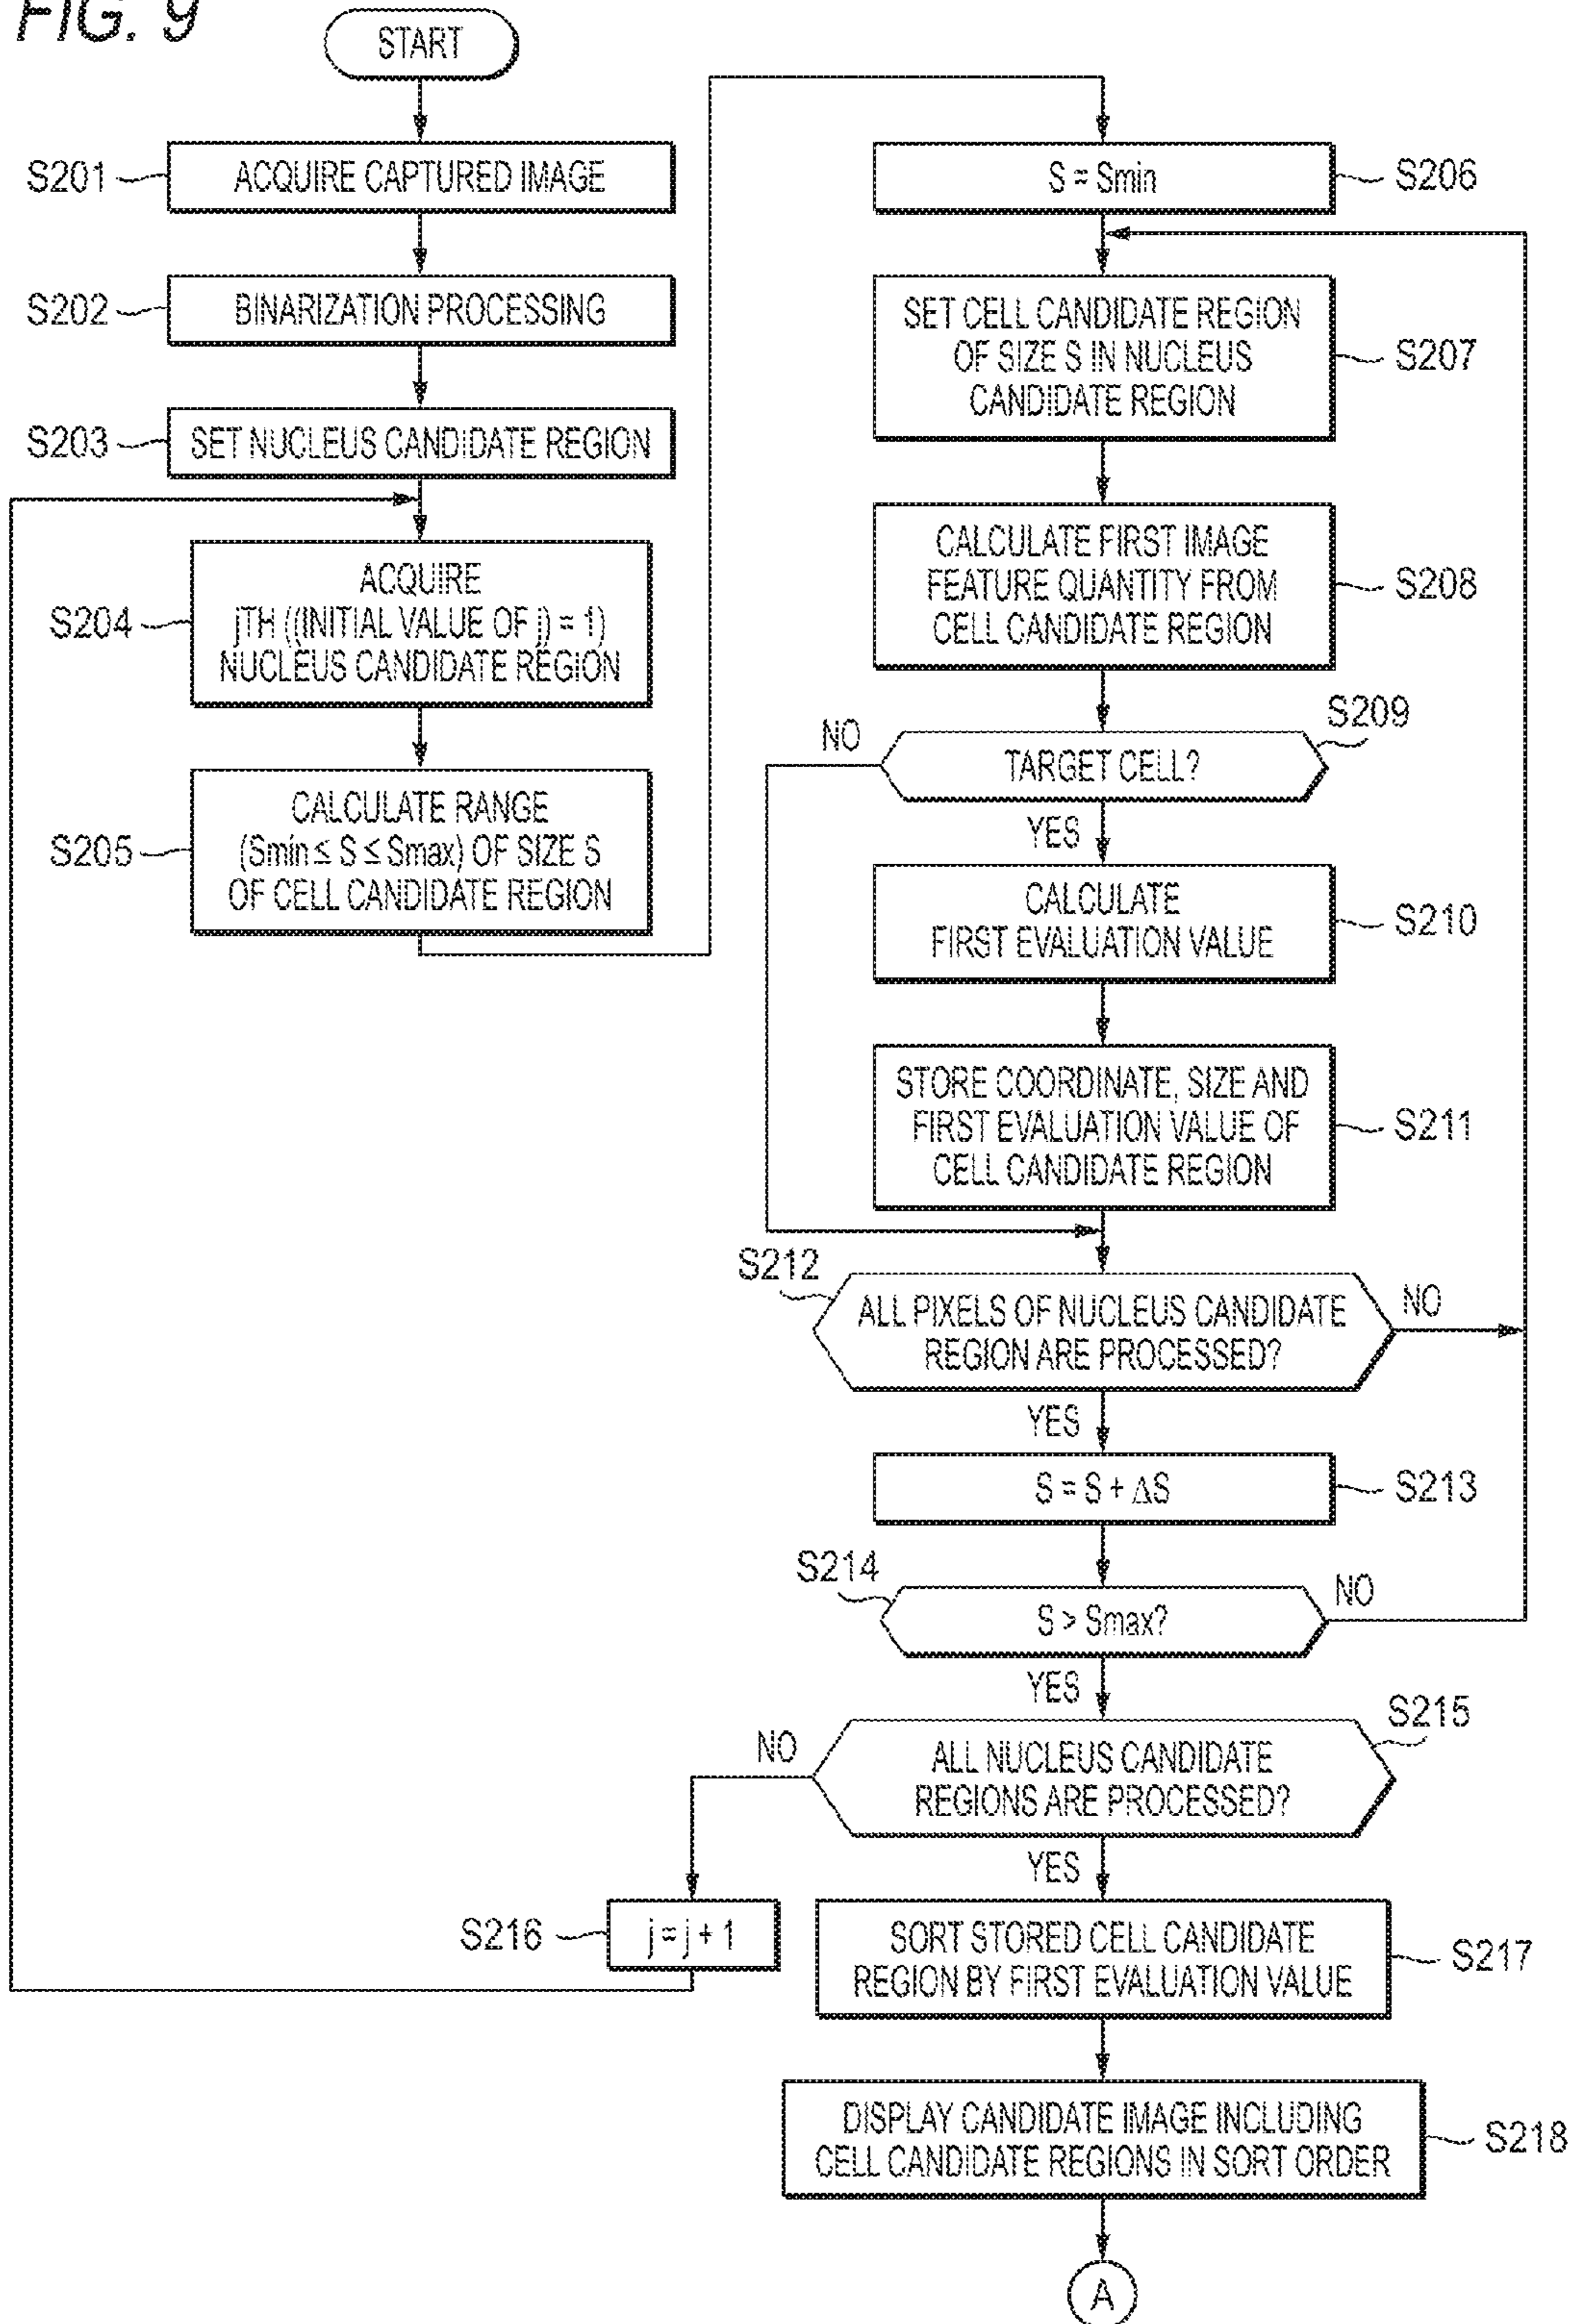 FIG. 9
START
S201
ACQUIRE CAPTURED IMAGE
S202
BINARIZATION PROCESSING
S203
SET NUCLEUS CANDIDATE REGION
S204
ACQUIRE
jTH ((INITIAL VALUE OF j) = 1)
NUCLEUS CANDIDATE REGION
S205
CALCULATE RANGE
(Smin ≤ S ≤ Smax) OF SIZE S
OF CELL CANDIDATE REGION
S = Smin
S206
SET CELL CANDIDATE REGION
OF SIZE S IN NUCLEUS
CANDIDATE REGION
S207
CALCULATE FIRST IMAGE
FEATURE QUANTITY FROM
CELL CANDIDATE REGION
S208
S209
NO
TARGET CELL?
YES
CALCULATE
FIRST EVALUATION VALUE
S210
STORE COORDINATE, SIZE AND
FIRST EVALUATION VALUE OF
CELL CANDIDATE REGION
S211
S212
ALL PIXELS OF NUCLEUS CANDIDATE
REGION ARE PROCESSED?
NO
YES
S = S + ΔS
S213
S214
S > Smax?
NO
YES
S215
NO
ALL NUCLEUS CANDIDATE
REGIONS ARE PROCESSED?
YES
S216
j = j + 1
SORT STORED CELL CANDIDATE
REGION BY FIRST EVALUATION VALUE
S217
DISPLAY CANDIDATE IMAGE INCLUDING
CELL CANDIDATE REGIONS IN SORT ORDER
S218
A